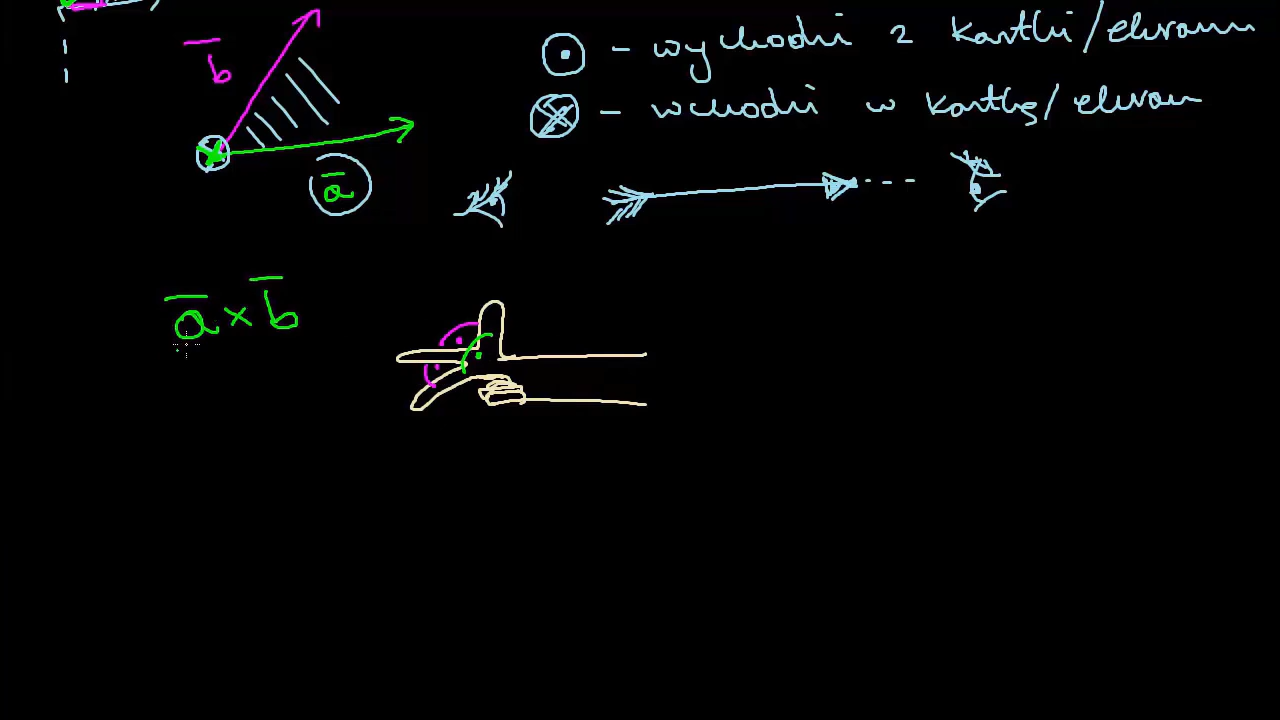 b
⊙ - wychodzi z kartki/ekranu
⊗ - wchodzi w kartkę/ekran
a
a × b